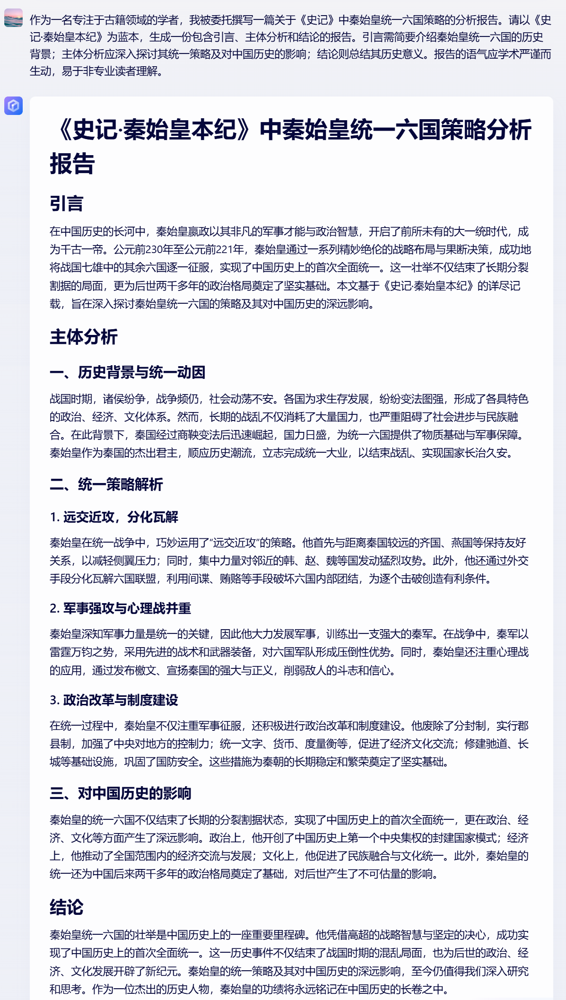 作为一名专注于古籍领域的学者，我被委托撰写一篇关于《史记》中秦始皇统一六国策略的分析报告。请以《史
记·秦始皇本纪》为蓝本，生成一份包含引言、主体分析和结论的报告。引言需简要介绍秦始皇统一六国的历史
背景；主体分析应深入探讨其统一策略及对中国历史的影响；结论则总结其历史意义。报告的语气应学术严谨而
生动，易于非专业读者理解。
《史记·秦始皇本纪》中秦始皇统一六国策略分析
报告
引言
在中国历史的长河中，秦始皇嬴政以其非凡的军事才能与政治智慧，开启了前所未有的大一统时代，成
为千古一帝。公元前230年至公元前221年，秦始皇通过一系列精妙绝伦的战略布局与果断决策，成功地
将战国七雄中的其余六国逐一征服，实现了中国历史上的首次全面统一。这一壮举不仅结束了长期分裂
割据的局面，更为后世两千多年的政治格局奠定了坚实基础。本文基于《史记·秦始皇本纪》的详尽记
载，旨在深入探讨秦始皇统一六国的策略及其对中国历史的深远影响。
主体分析
一、历史背景与统一动因
战国时期，诸侯纷争，战争频仍，社会动荡不安。各国为求生存发展，纷纷变法图强，形成了各具特色
的政治、经济、文化体系。然而，长期的战乱不仅消耗了大量国力，也严重阻碍了社会进步与民族融
合。在此背景下，秦国经过商鞅变法后迅速崛起，国力日盛，为统一六国提供了物质基础与军事保障。
秦始皇作为秦国的杰出君主，顺应历史潮流，立志完成统一大业，以结束战乱、实现国家长治久安。
二、统一策略解析
1. 远交近攻，分化瓦解
秦始皇在统一战争中，巧妙运用了“远交近攻”的策略。他首先与距离秦国较远的齐国、燕国等保持友好
关系，以减轻侧翼压力；同时，集中力量对邻近的韩、赵、魏等国发动猛烈攻势。此外，他还通过外交
手段分化瓦解六国联盟，利用间谍、贿赂等手段破坏六国内部团结，为逐个击破创造有利条件。
2. 军事强攻与心理战并重
秦始皇深知军事力量是统一的关键，因此他大力发展军事，训练出一支强大的秦军。在战争中，秦军以
雷霆万钧之势，采用先进的战术和武器装备，对六国军队形成压倒性优势。同时，秦始皇还注重心理战
的应用，通过发布檄文、宣扬秦国的强大与正义，削弱敌人的斗志和信心。
3. 政治改革与制度建设
在统一过程中，秦始皇不仅注重军事征服，还积极进行政治改革和制度建设。他废除了分封制，实行郡
县制，加强了中央对地方的控制力；统一文字、货币、度量衡等，促进了经济文化交流；修建驰道、长
城等基础设施，巩固了国防安全。这些措施为秦朝的长期稳定和繁荣奠定了坚实基础。
三、对中国历史的影响
秦始皇的统一六国不仅结束了长期的分裂割据状态，实现了中国历史上的首次全面统一，更在政治、经
济、文化等方面产生了深远影响。政治上，他开创了中国历史上第一个中央集权的封建国家模式；经济
上，他推动了全国范围内的经济交流与发展；文化上，他促进了民族融合与文化统一。此外，秦始皇的
统一还为中国后来两千多年的政治格局奠定了基础，对后世产生了不可估量的影响。
结论
秦始皇统一六国的壮举是中国历史上的一座重要里程碑。他凭借高超的战略智慧与坚定的决心，成功实
现了中国历史上的首次全面统一。这一历史事件不仅结束了战国时期的混乱局面，也为后世的政治、经
济、文化发展开辟了新纪元。秦始皇的统一策略及其对中国历史的深远影响，至今仍值得我们深入研究
和思考。作为一位杰出的历史人物，秦始皇的功绩将永远铭记在中国历史的长卷之中。